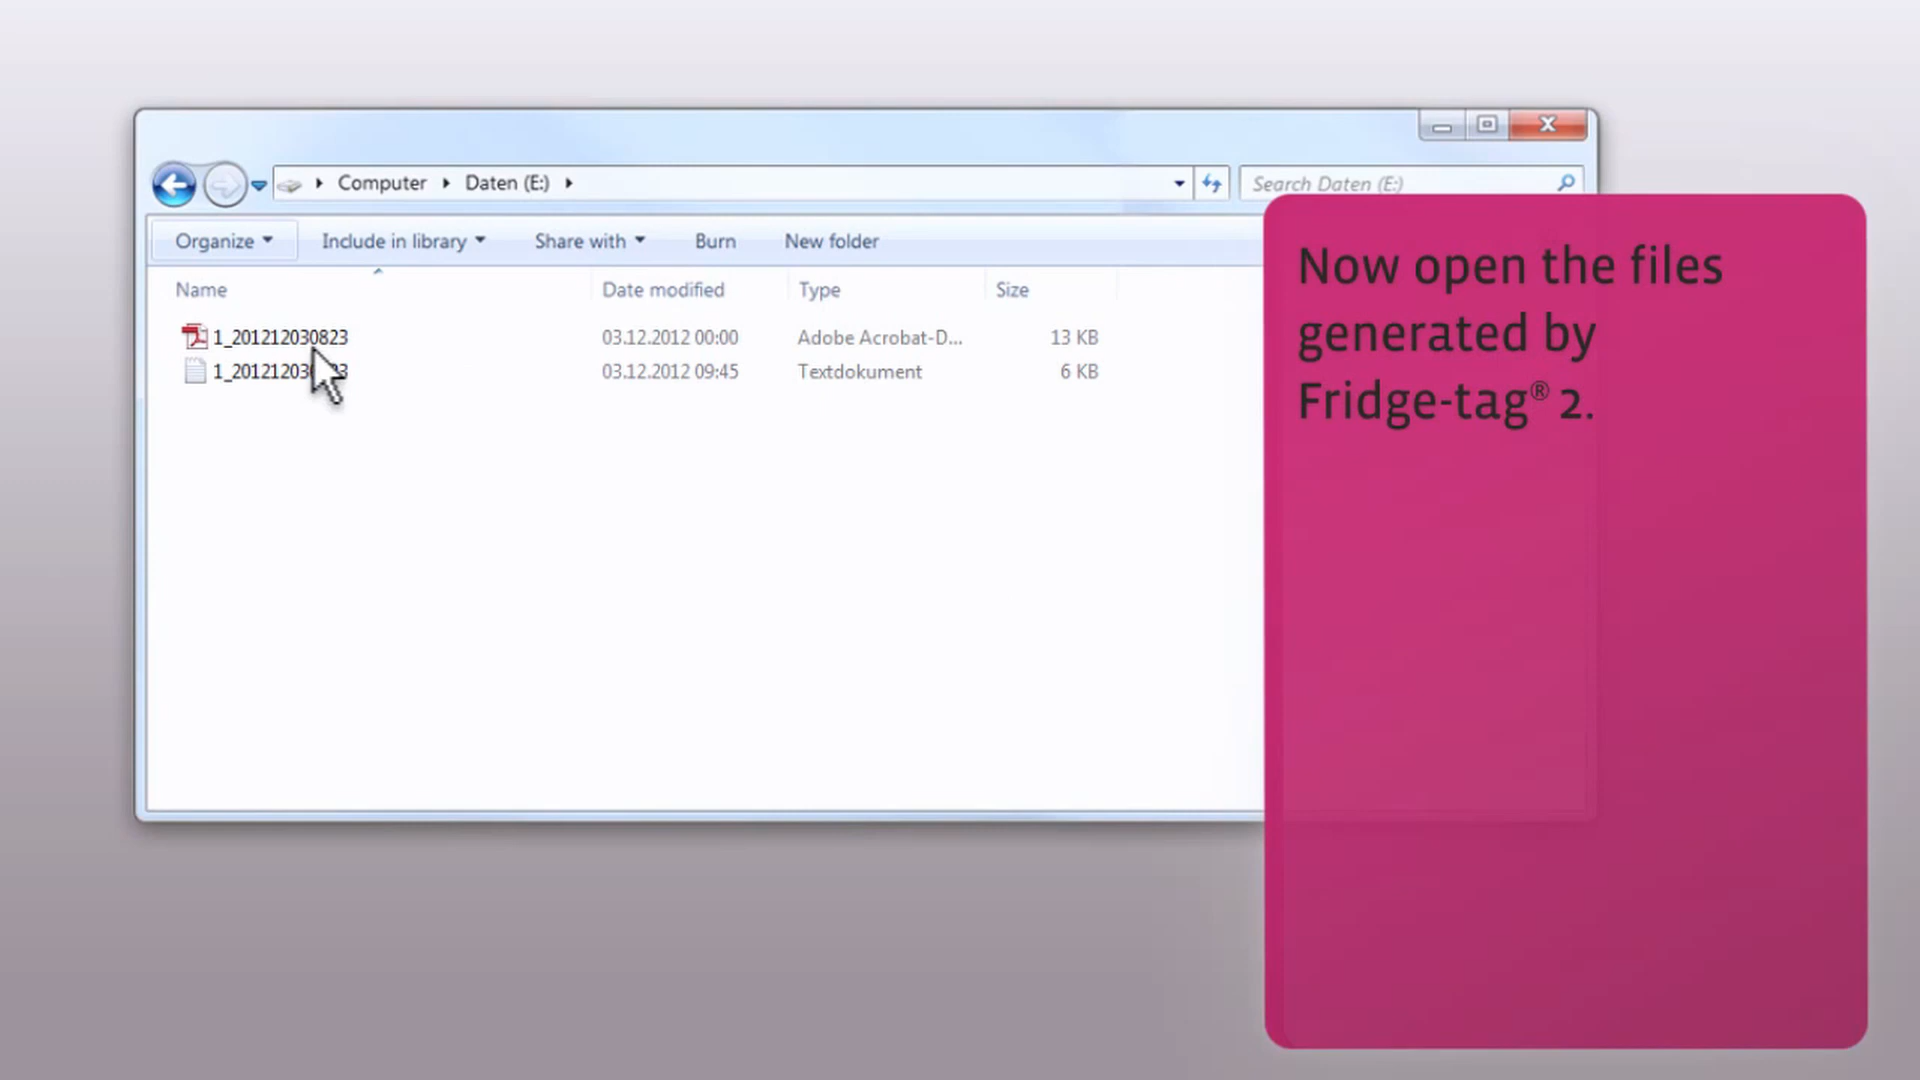 Computer Daten (E:) Search Daten (E:)
Organize Include in library Share with Burn New folder
Name Date modified Type Size
1_201212030823 03.12.2012 00:00 Adobe Acrobat-D... 13 KB
03.12.2012 09:45 Textdokument 6 KB
Now open the files
generated by
Fridge-tag® 2.